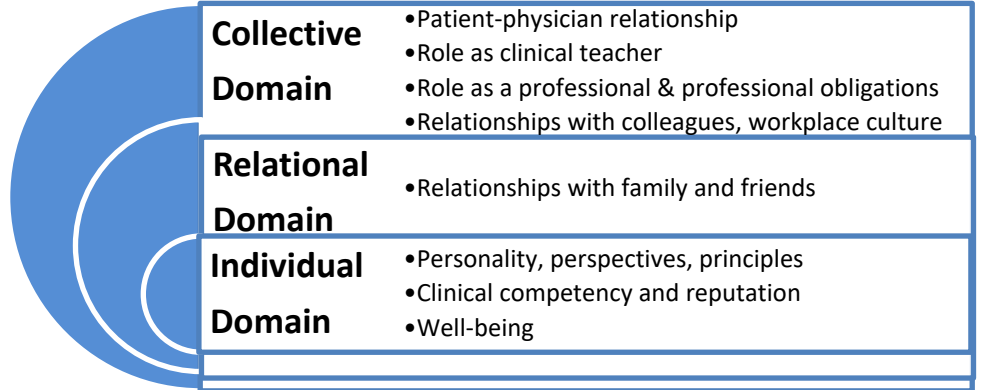 Collective
Domain
•Patient-physician relationship
•Role as clinical teacher
•Role as a professional & professional obligations
•Relationships with colleagues, workplace culture
Relational
Domain
•Relationships with family and friends
Individual
Domain
•Personality, perspectives, principles
•Clinical competency and reputation
•Well-being